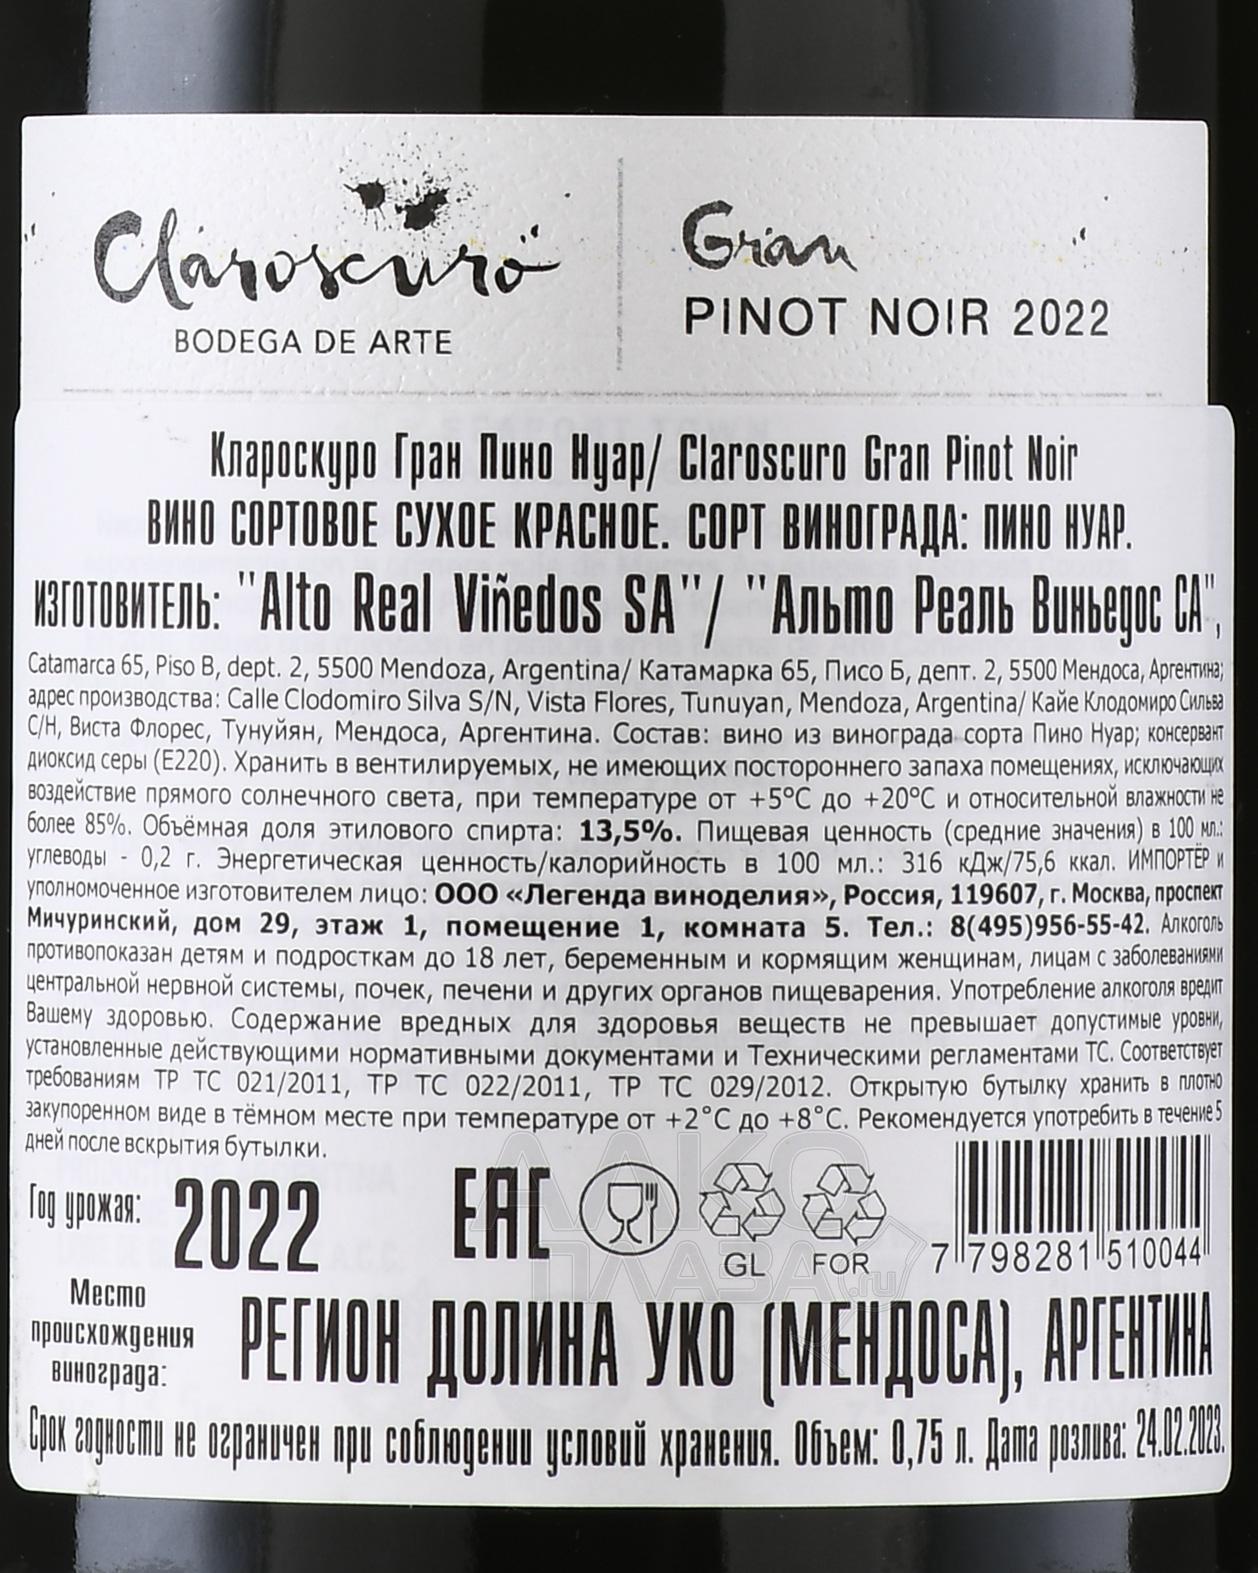 Claroscuro
BODEGA DE ARTE
Gran
PINOT NOIR 2022
Клароскуро Гран Пино Нуар/ Claroscuro Gran Pinot Noir
ВИНО СОРТОВОЕ СУХОЕ КРАСНОЕ. СОРТ ВИНОГРАДА: ПИНО НУАР.
ИЗГОТОВИТЕЛЬ: "Alto Real Viñedos SA"/ "Альто Реаль Виньедос СА",
Catamarca 65, Piso B, dept. 2, 5500 Mendoza, Argentina/ Катамарка 65, Писо Б, депт. 2, 5500 Мендоса, Аргентина;
адрес производства: Calle Clodomiro Silva S/N, Vista Flores, Tunuyan, Mendoza, Argentina/ Кайе Клодомиро Сильва
С/Н, Виста Флорес, Тунуйян, Мендоса, Аргентина. Состав: вино из винограда сорта Пино Нуар; консервант
диоксид серы (Е220). Хранить в вентилируемых, не имеющих постороннего запаха помещениях, исключающих
воздействие прямого солнечного света, при температуре от +5°С до +20°С и относительной влажности не
более 85%. Объёмная доля этилового спирта: 13,5%. Пищевая ценность (средние значения) в 100 мл.:
углеводы - 0,2 г. Энергетическая ценность/калорийность в 100 мл.: 316 кДж/75,6 ккал. ИМПОРТЁР и
уполномоченное изготовителем лицо: ООО «Легенда виноделия», Россия, 119607, г. Москва, проспект
Мичуринский, дом 29, этаж 1, помещение 1, комната 5. Тел.: 8(495)956-55-42. Алкоголь
противопоказан детям и подросткам до 18 лет, беременным и кормящим женщинам, лицам с заболеваниями
центральной нервной системы, почек, печени и других органов пищеварения. Употребление алкоголя вредит
Вашему здоровью. Содержание вредных для здоровья веществ не превышает допустимые уровни,
установленные действующими нормативными документами и Техническими регламентами ТС. Соответствует
требованиям ТР ТС 021/2011, ТР ТС 022/2011, ТР ТС 029/2012. Открытую бутылку хранить в плотно
закупоренном виде в тёмном месте при температуре от +2°С до +8°С. Рекомендуется употребить в течение 5
дней после вскрытия бутылки.
Год урожая: 2022
EAC
GL
FOR
7 798281 510044
АЛКО
ПЛАЗА.ru
Место
происхождения
винограда:
РЕГИОН ДОЛИНА УКО (МЕНДОСА), АРГЕНТИНА
Срок годности не ограничен при соблюдении условий хранения. Объем: 0,75 л. Дата розлива: 24.02.2023.